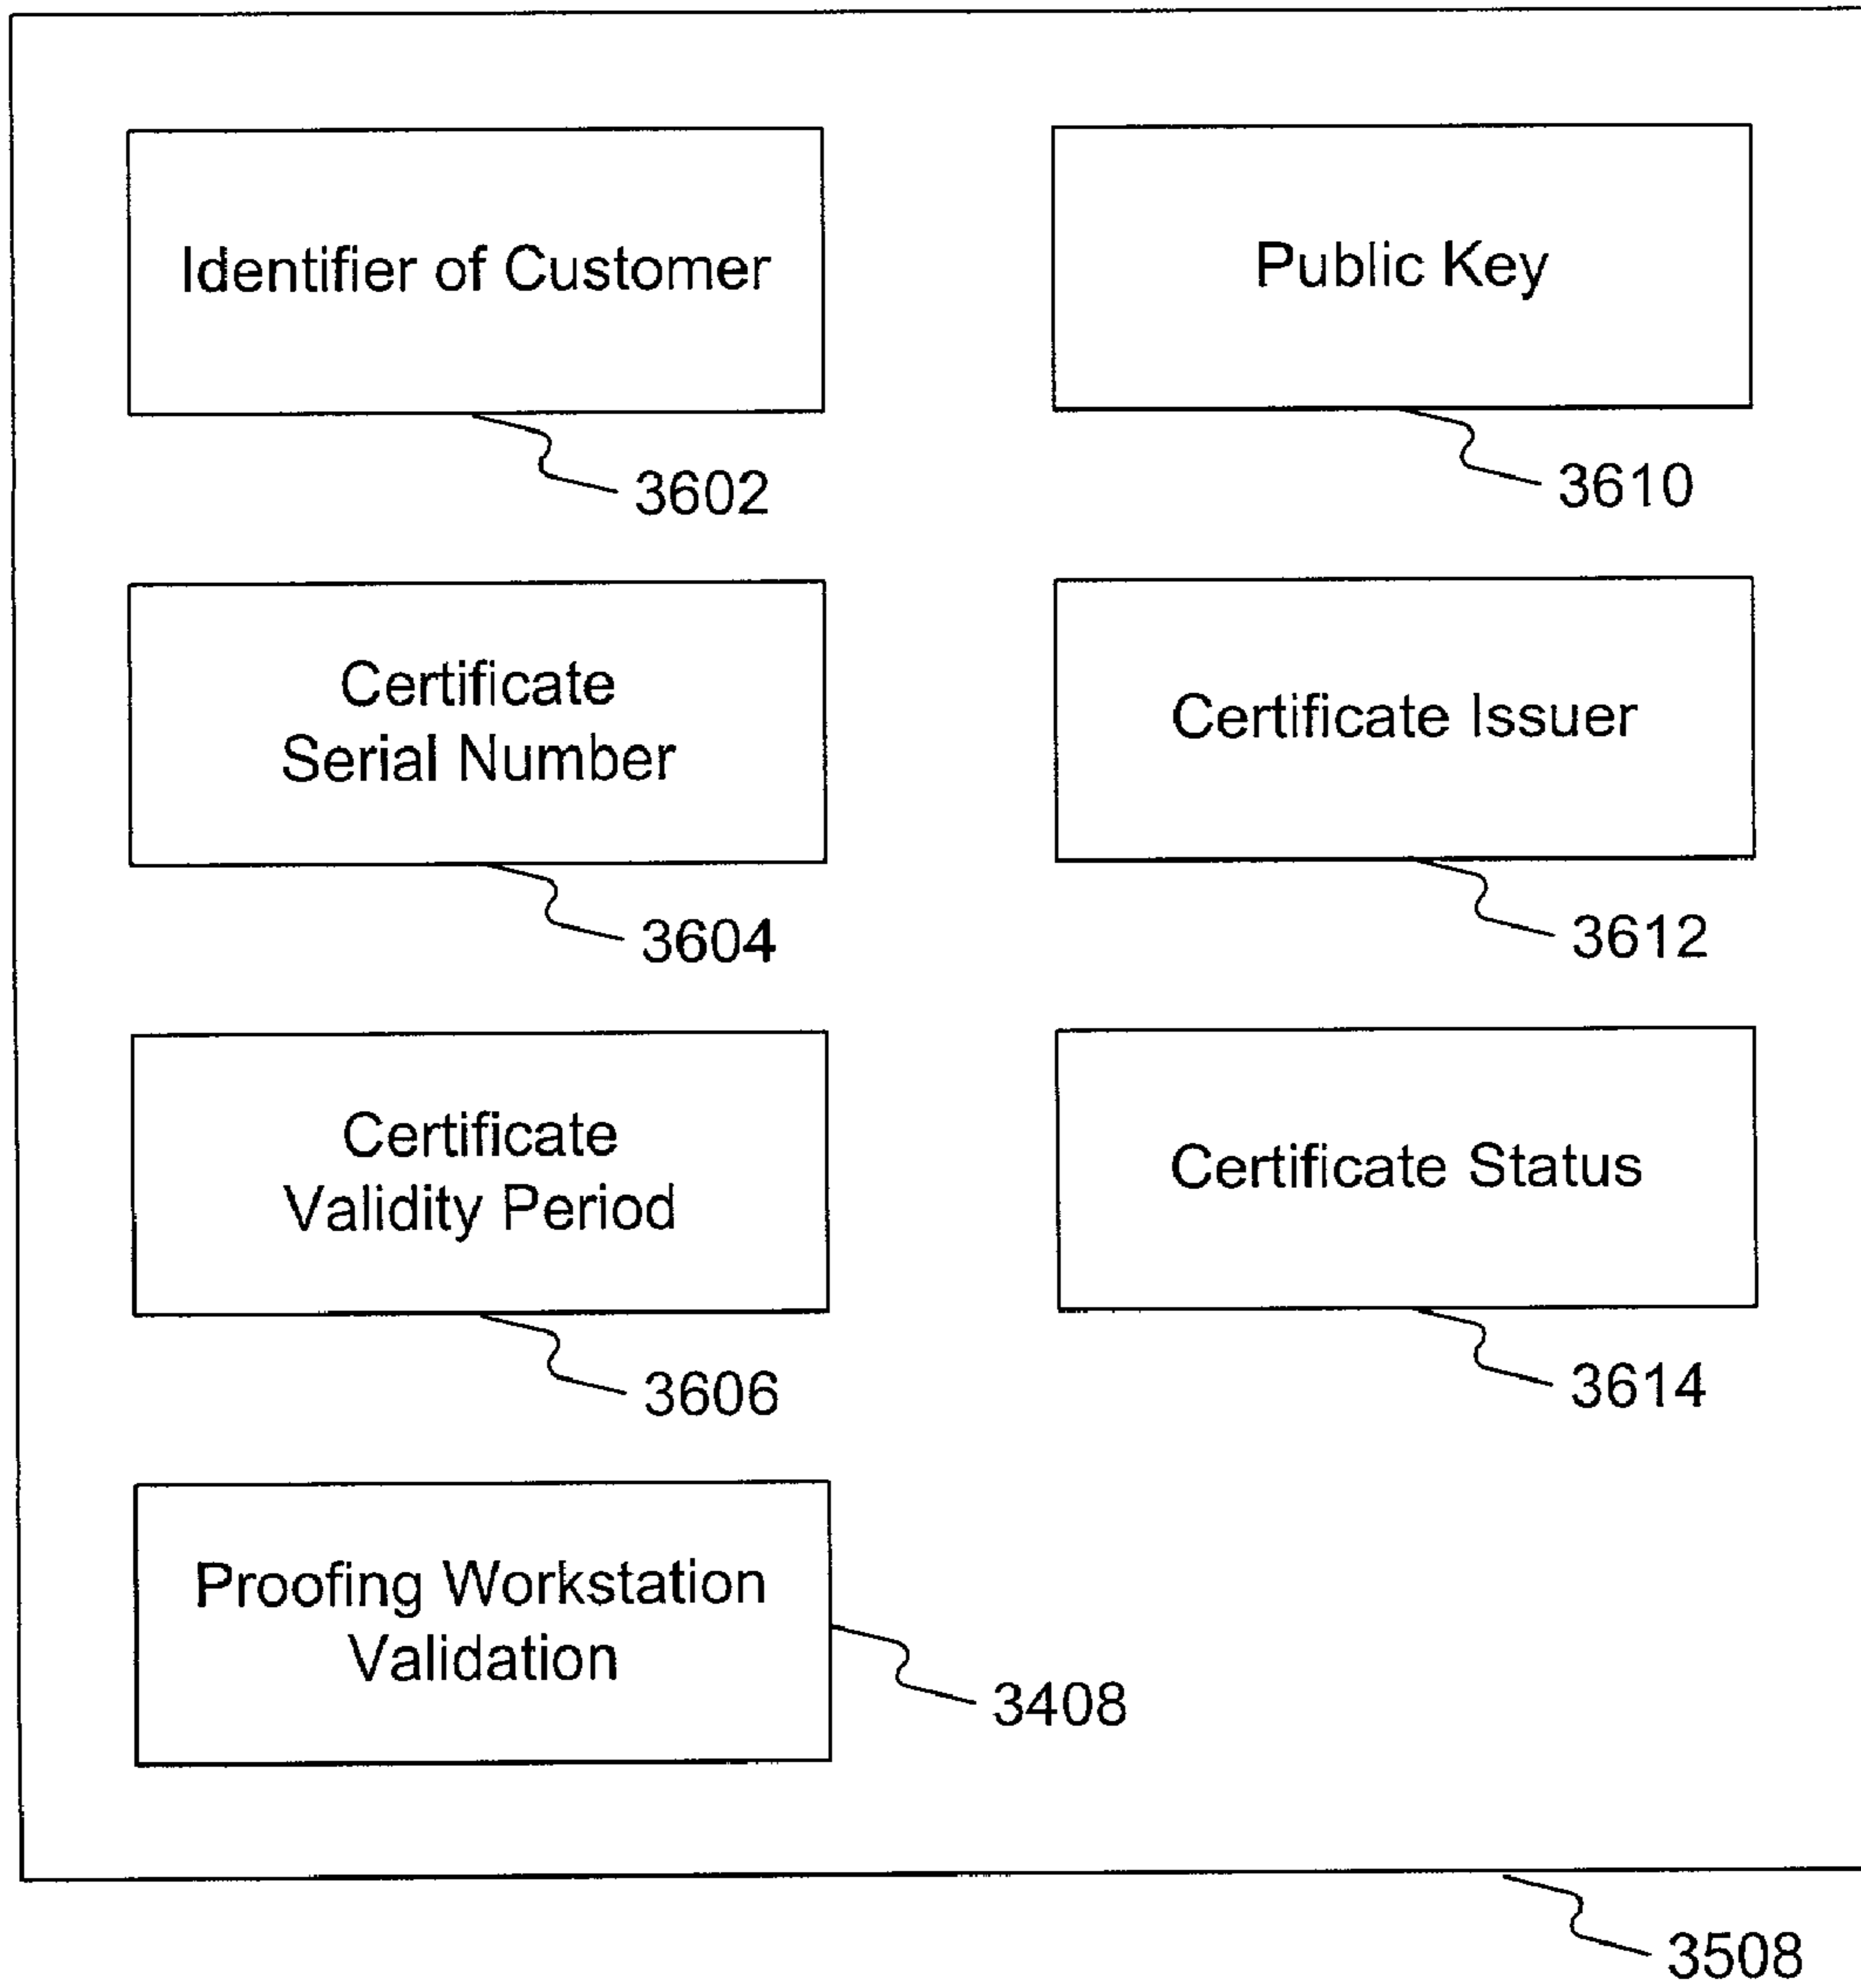 Identifier of Customer
3602
Public Key
3610
Certificate
Serial Number
3604
Certificate Issuer
3612
Certificate
Validity Period
3606
Certificate Status
3614
Proofing Workstation
Validation
3408
3508